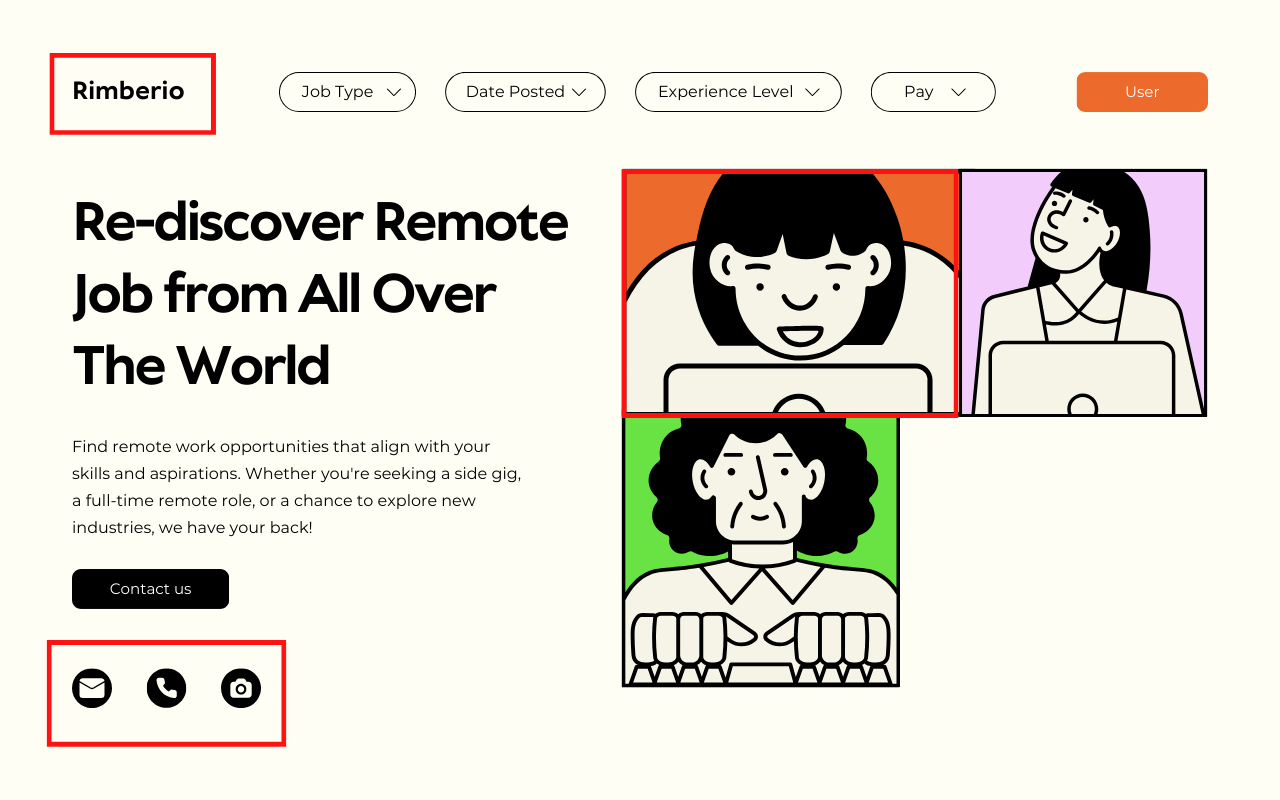 Rimberio
Job Type
Date Posted
Experience Level
Pay
User
Re-discover Remote
Job from All Over
The World
Find remote work opportunities that align with your
skills and aspirations. Whether you're seeking a side gig,
a full-time remote role, or a chance to explore new
industries, we have your back!
Contact us